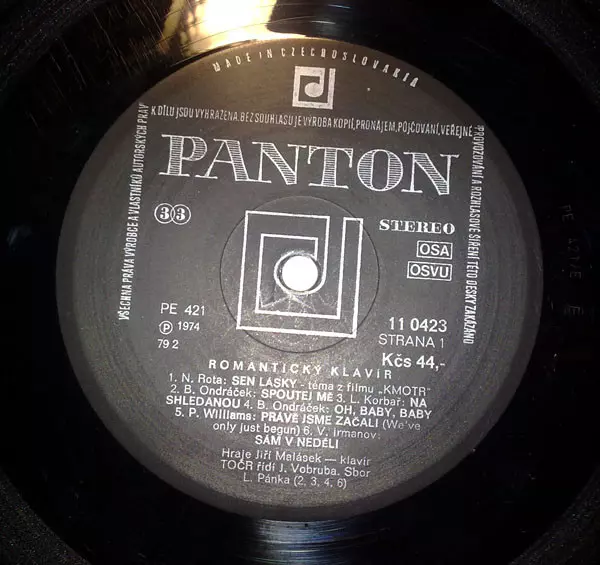 MADE IN CZECHOSLOVAKIA
VŠECHNA PRÁVA VÝROBCE A VLASTNÍKŮ AUTORSKÝCH PRÁV
K DÍLU JSOU VYHRAZENA. BEZ SOUHLASU JE VÝROBA KOPIÍ, PRONÁJEM, PŮJČOVÁNÍ, VEŘEJNÉ
PROVOZOVÁNÍ A ROZHLASOVÉ ŠÍŘENÍ TÉTO DESKY ZAKÁZÁNO
PANTON
33
STEREO
OSA
OSVU
PE 421
Ⓟ 1974
79 2
11 0423
STRANA 1
Kčs 44,-
ROMANTICKÝ KLAVÍR
1. N. Rota: SEN LÁSKY - téma z filmu „KMOTR"
2. B. Ondráček: SPOUTEJ MĚ 3. L. Korbař: NA
SHLEDANOU 4. B. Ondráček: OH, BABY, BABY
5. P. Williams: PRÁVĚ JSME ZAČALI (We've
only just begun) 6. V. Irmanov:
SÁM V NEDĚLI
Hraje Jiří Malásek — klavír
TOČR řídí J. Vobruba. Sbor
L. Pánka (2, 3, 4, 6)